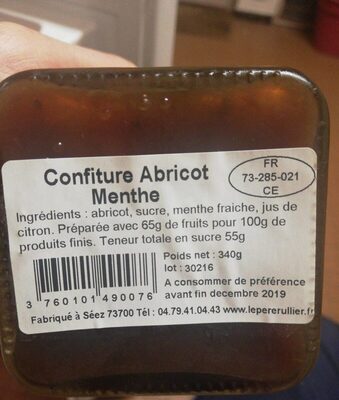 Confiture Abricot
Menthe
FR
73-285-021
CE
Ingrédients : abricot, sucre, menthe fraiche, jus de
citron. Préparée avec 65g de fruits pour 100g de
produits finis. Teneur totale en sucre 55g
Poids net : 340g
lot : 30216
A consommer de préférence
avant fin decembre 2019
3 760101 490076
Fabriqué à Séez 73700 Tél : 04.79.41.04.43 www.lepererullier.fr